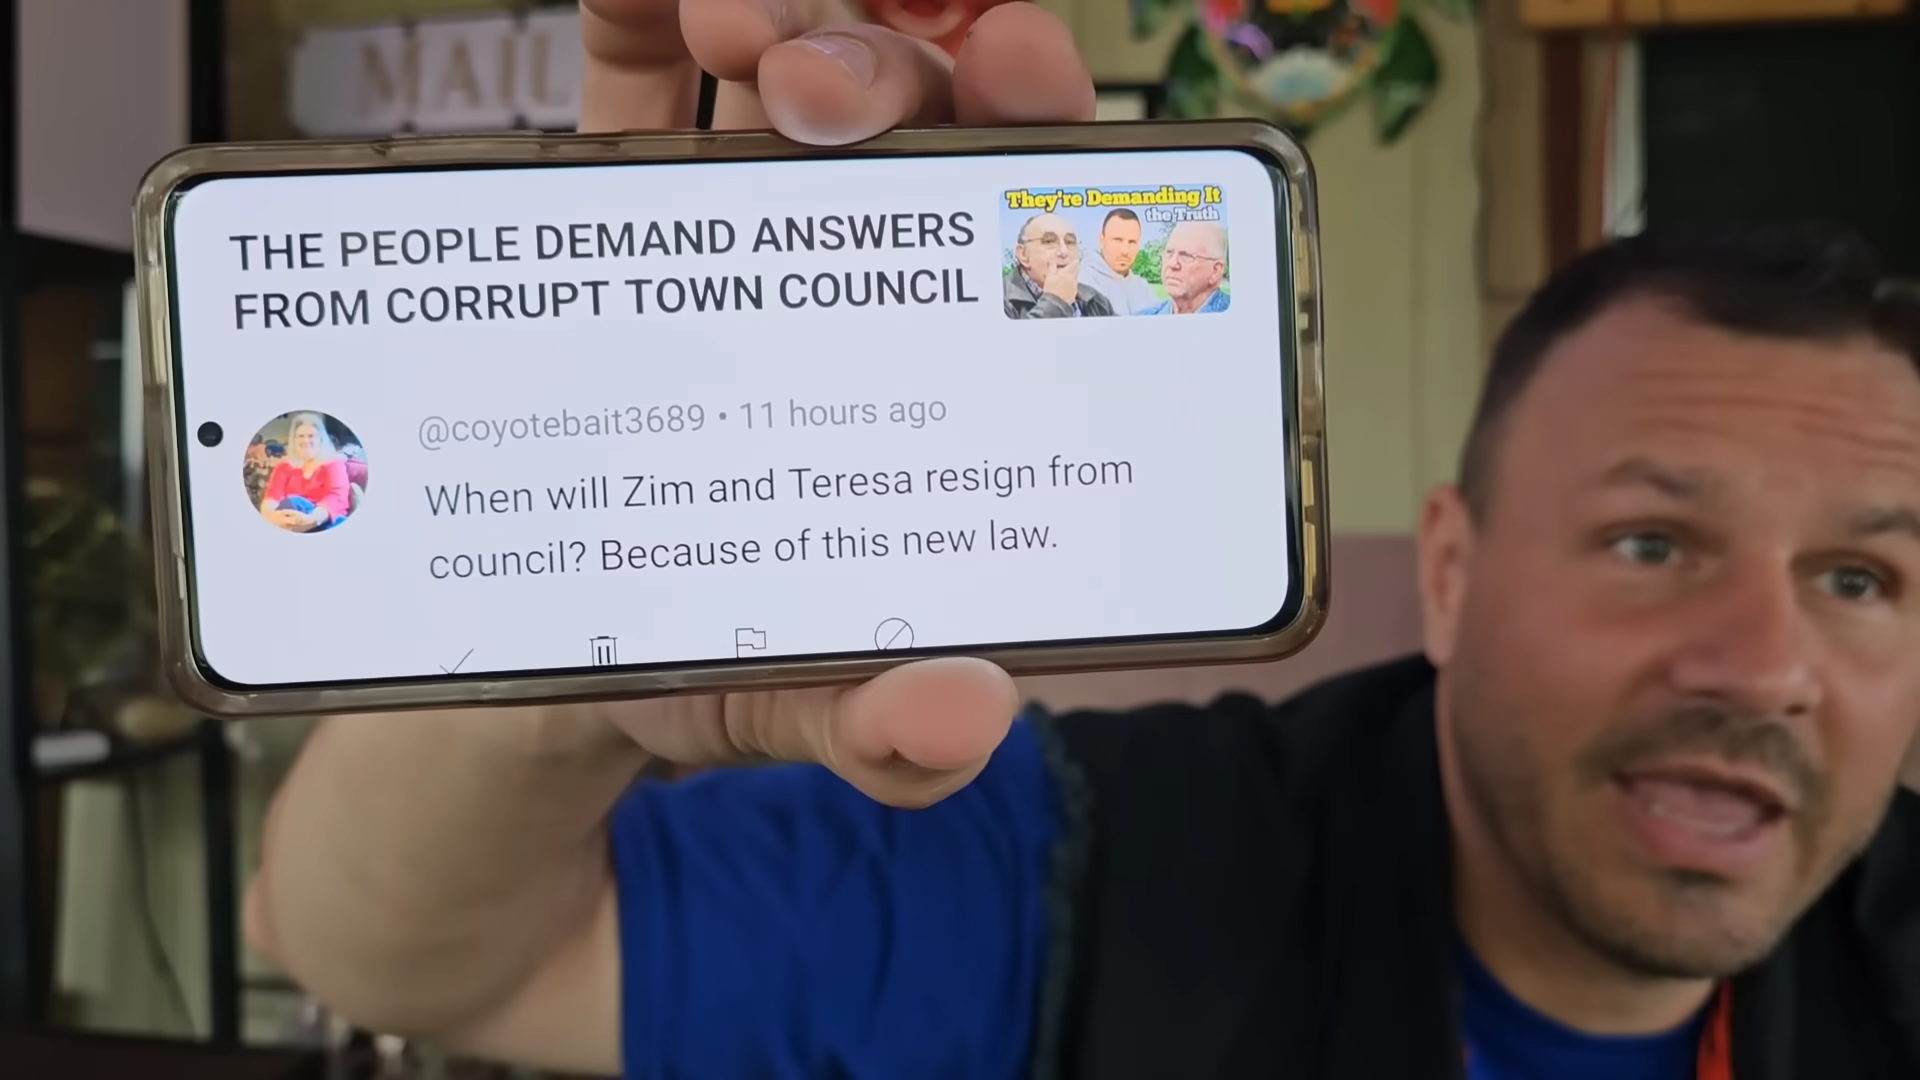 MAIL
THE PEOPLE DEMAND ANSWERS
FROM CORRUPT TOWN COUNCIL
They're Demanding It
the Truth
@coyotebait3689 • 11 hours ago
When will Zim and Teresa resign from
council? Because of this new law.